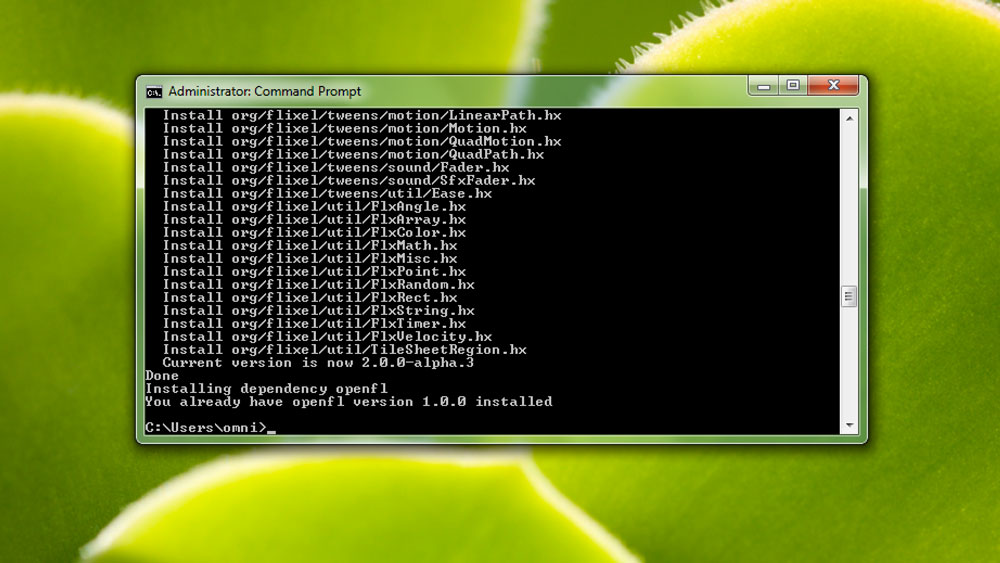 Administrator: Command Prompt
Install org/flixel/tweens/motion/LinearPath.hx
Install org/flixel/tweens/motion/Motion.hx
Install org/flixel/tweens/motion/QuadMotion.hx
Install org/flixel/tweens/motion/QuadPath.hx
Install org/flixel/tweens/sound/Fader.hx
Install org/flixel/tweens/sound/SfxFader.hx
Install org/flixel/tweens/util/Ease.hx
Install org/flixel/util/FlxAngle.hx
Install org/flixel/util/FlxArray.hx
Install org/flixel/util/FlxColor.hx
Install org/flixel/util/FlxMath.hx
Install org/flixel/util/FlxMisc.hx
Install org/flixel/util/FlxPoint.hx
Install org/flixel/util/FlxRandom.hx
Install org/flixel/util/FlxRect.hx
Install org/flixel/util/FlxString.hx
Install org/flixel/util/FlxTimer.hx
Install org/flixel/util/FlxVelocity.hx
Install org/flixel/util/TileSheetRegion.hx
Current version is now 2.0.0-alpha.3
Done
Installing dependency openfl
You already have openfl version 1.0.0 installed
C:\Users\omni>_